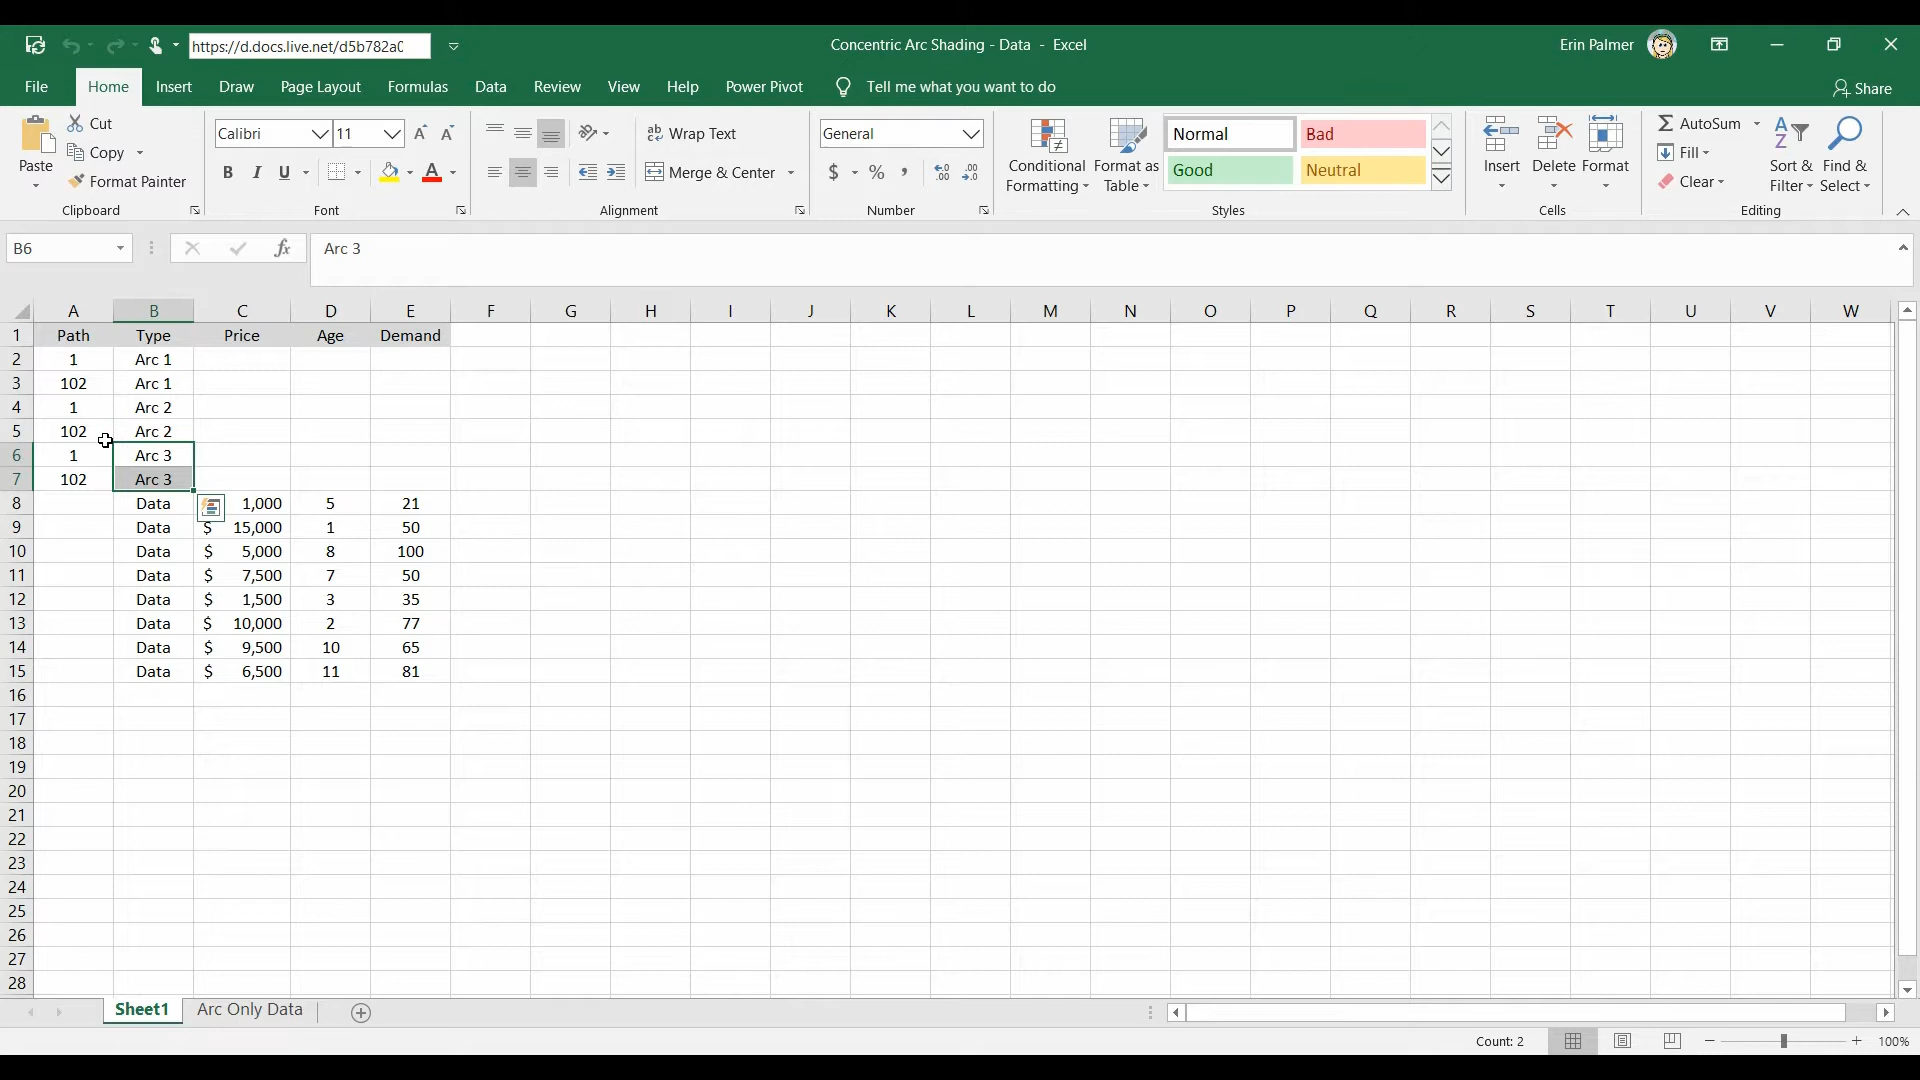 https://d.docs.live.net/d5b782a0
Concentric Arc Shading - Data - Excel
Erin Palmer
File Home Insert Draw Page Layout Formulas Data Review View Help Power Pivot Tell me what you want to do Share
Paste
Cut
Copy
Format Painter
Clipboard
Calibri 11
B I U
Font
Wrap Text
Merge & Center
Alignment
General
$ % ,
Number
Conditional Formatting
Format as Table
Normal Bad
Good Neutral
Styles
Insert Delete Format
Cells
AutoSum
Fill
Clear
Sort & Filter
Find & Select
Editing
B6 fx Arc 3
A B C D E F G H I J K L M N O P Q R S T U V W
1 Path Type Price Age Demand
2 1 Arc 1
3 102 Arc 1
4 1 Arc 2
5 102 Arc 2
6 1 Arc 3
7 102 Arc 3
8 Data 1,000 5 21
9 Data $ 15,000 1 50
10 Data $ 5,000 8 100
11 Data $ 7,500 7 50
12 Data $ 1,500 3 35
13 Data $ 10,000 2 77
14 Data $ 9,500 10 65
15 Data $ 6,500 11 81
16
17
18
19
20
21
22
23
24
25
26
27
28
Sheet1 Arc Only Data
Count: 2 100%